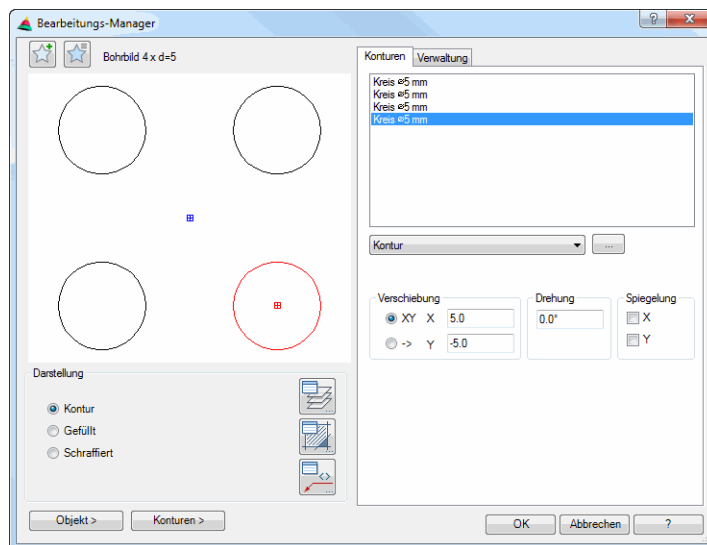 Bearbeitungs-Manager
?
Bohrbild 4 x d=5
Konturen Verwaltung
Kreis ⌀5 mm
Kreis ⌀5 mm
Kreis ⌀5 mm
Kreis ⌀5 mm
Kontur
...
Verschiebung
XY X 5.0
-> Y -5.0
Drehung
0.0°
Spiegelung
X
Y
Darstellung
Kontur
Gefüllt
Schraffiert
...
...
<>
...
Objekt > Konturen >
OK Abbrechen ?